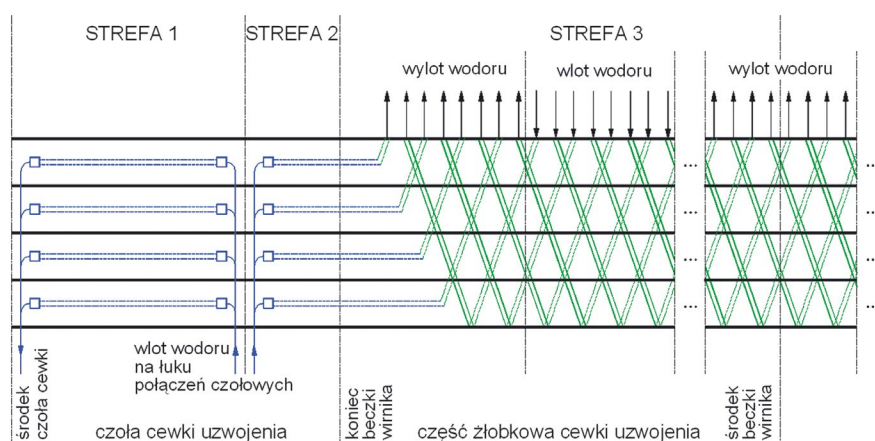 STREFA 1
STREFA 2
STREFA 3
wylot wodoru
wlot wodoru
wylot wodoru
...
...
...
...
...
...
...
...
środek
czoła cewki
wlot wodoru
na łuku
połączeń czołowych
koniec
beczki
wirnika
środek
beczki
wirnika
czoła cewki uzwojenia
część żłobkowa cewki uzwojenia